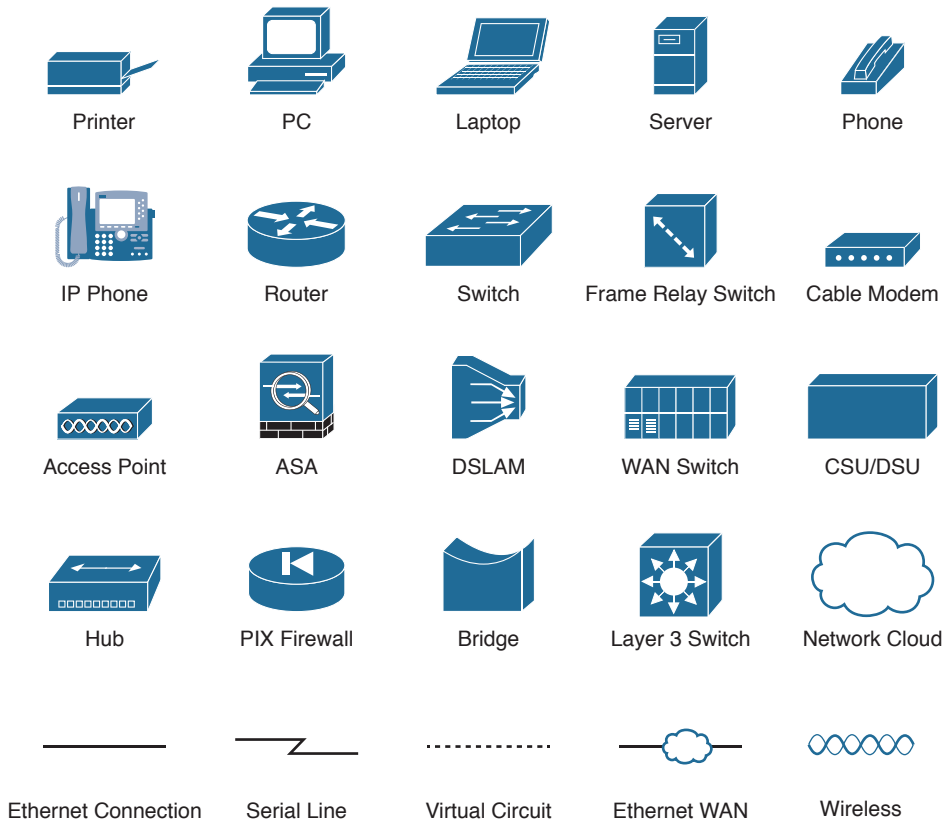 Printer
PC
Laptop
Server
Phone
IP Phone
Router
Switch
Frame Relay Switch
Cable Modem
Access Point
ASA
DSLAM
WAN Switch
CSU/DSU
Hub
PIX Firewall
Bridge
Layer 3 Switch
Network Cloud
Ethernet Connection
Serial Line
Virtual Circuit
Ethernet WAN
Wireless